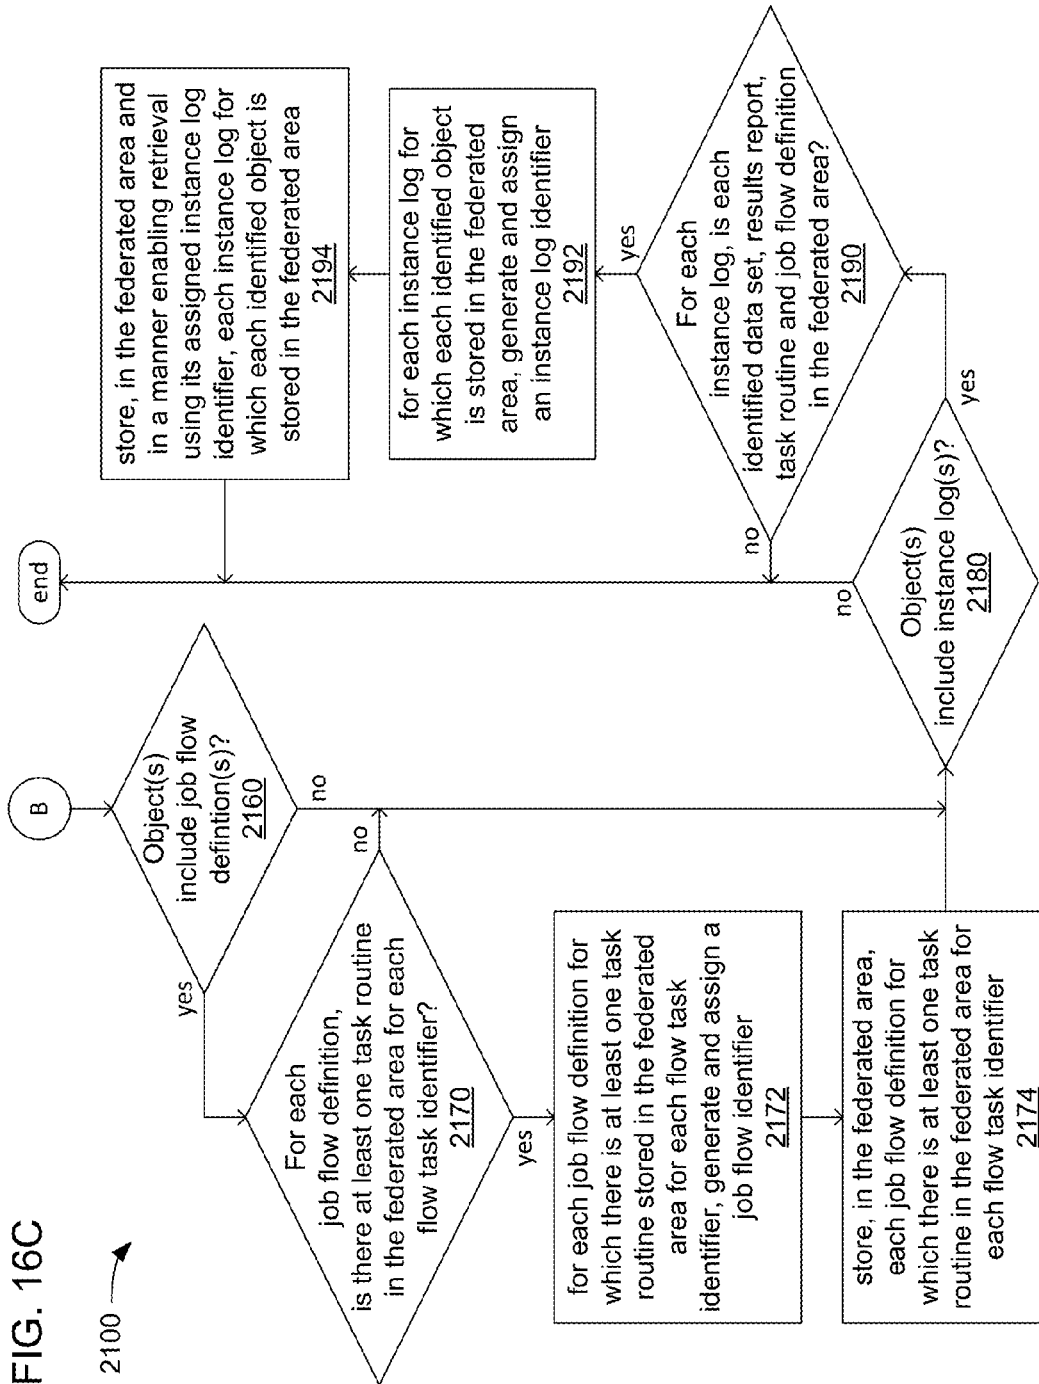 FIG. 16C
2100
B
Object(s)
include job flow
defintion(s)?
2160
yes
no
For each
job flow definition,
is there at least one task routine
in the federated area for each
flow task identifier?
2170
no
yes
for each job flow definition for
which there is at least one task
routine stored in the federated
area for each flow task
identifier, generate and assign a
job flow identifier
2172
store, in the federated area,
each job flow definition for
which there is at least one task
routine in the federated area for
each flow task identifier
2174
end
Object(s)
include instance log(s)?
2180
no
yes
For each
instance log, is each
identified data set, results report,
task routine and job flow definition
in the federated area?
2190
no
yes
for each instance log for
which each identified object
is stored in the federated
area, generate and assign
an instance log identifier
2192
store, in the federated area and
in a manner enabling retrieval
using its assigned instance log
identifier, each instance log for
which each identified object is
stored in the federated area
2194